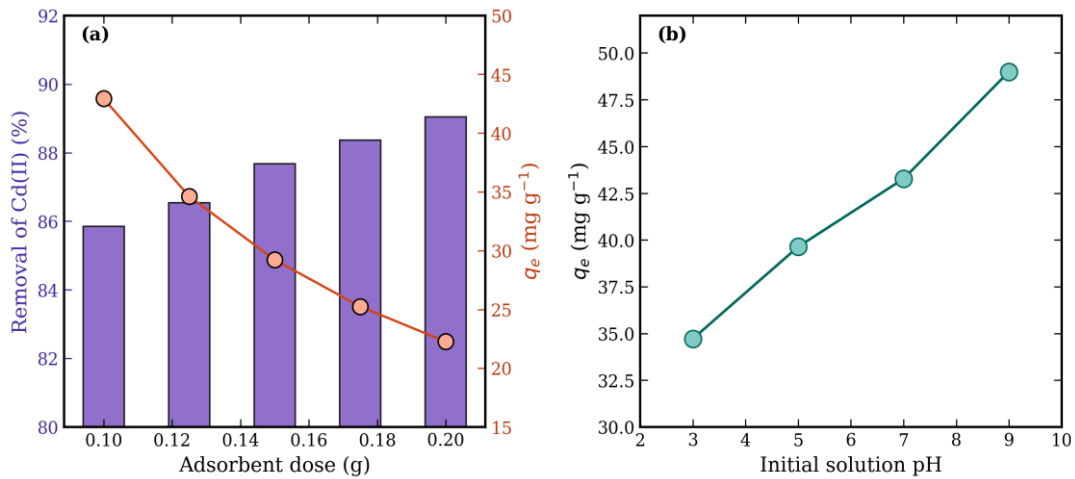 (a)
Removal of Cd(II) (%)
92
90
88
86
84
82
80
0.10 0.12 0.14 0.16 0.18 0.20
Adsorbent dose (g)
50
45
40
35
30
25
20
15
qₑ (mg g⁻¹)
(b)
qₑ (mg g⁻¹)
50.0
47.5
45.0
42.5
40.0
37.5
35.0
32.5
30.0
2 3 4 5 6 7 8 9 10
Initial solution pH